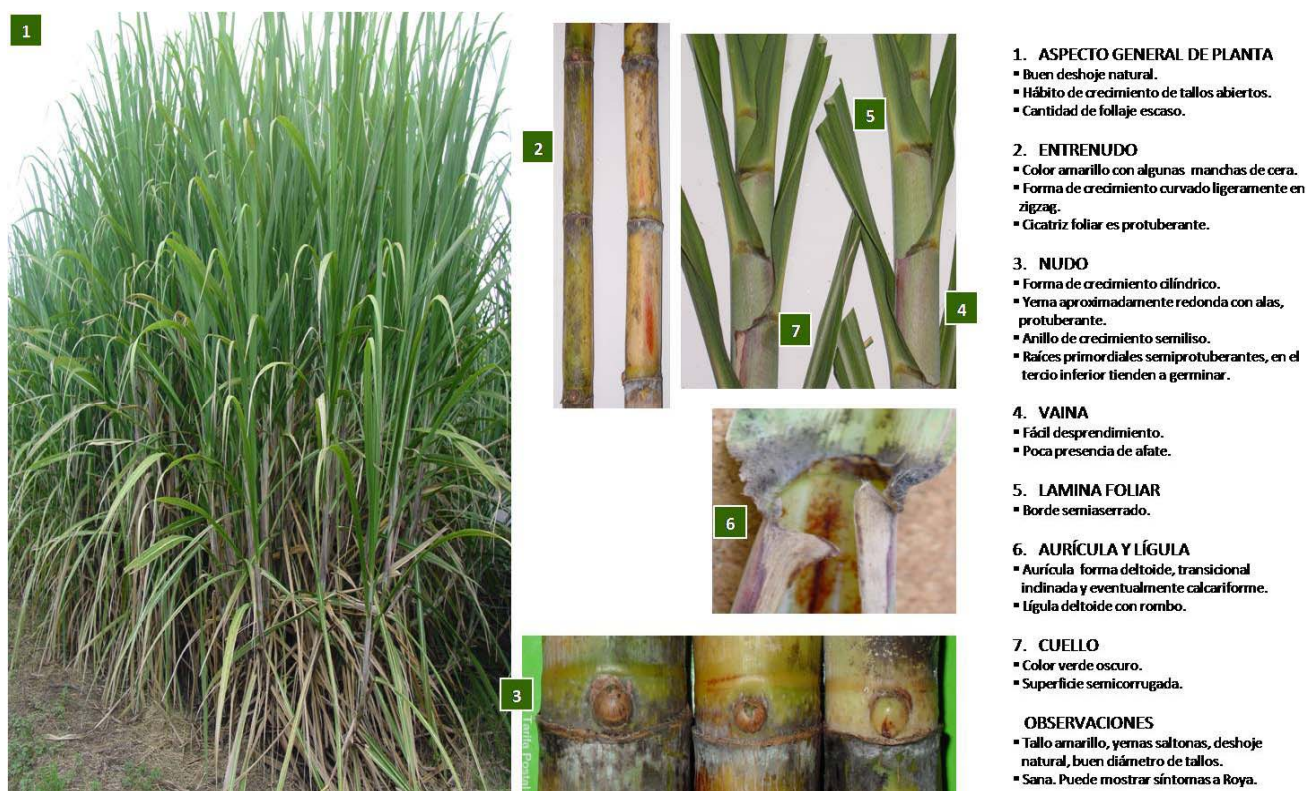 1
2
5
4
7
6
3
Tarifa Postal
1. ASPECTO GENERAL DE PLANTA
▪ Buen deshoje natural.
▪ Hábito de crecimiento de tallos abiertos.
▪ Cantidad de follaje escaso.
2. ENTRENUDO
▪ Color amarillo con algunas manchas de cera.
▪ Forma de crecimiento curvado ligeramente en
zigzag.
▪ Cicatriz foliar es protuberante.
3. NUDO
▪ Forma de crecimiento cilíndrico.
▪ Yema aproximadamente redonda con alas,
protuberante.
▪ Anillo de crecimiento semiliso.
▪ Raíces primordiales semiprotuberantes, en el
tercio inferior tienden a germinar.
4. VAINA
▪ Fácil desprendimiento.
▪ Poca presencia de afate.
5. LAMINA FOLIAR
▪ Borde semiaserrado.
6. AURÍCULA Y LÍGULA
▪ Aurícula forma deltoide, transicional
inclinada y eventualmente calcariforme.
▪ Lígula deltoide con rombo.
7. CUELLO
▪ Color verde oscuro.
▪ Superficie semicorrugada.
OBSERVACIONES
▪ Tallo amarillo, yemas saltonas, deshoje
natural, buen diámetro de tallos.
▪ Sana. Puede mostrar síntomas a Roya.